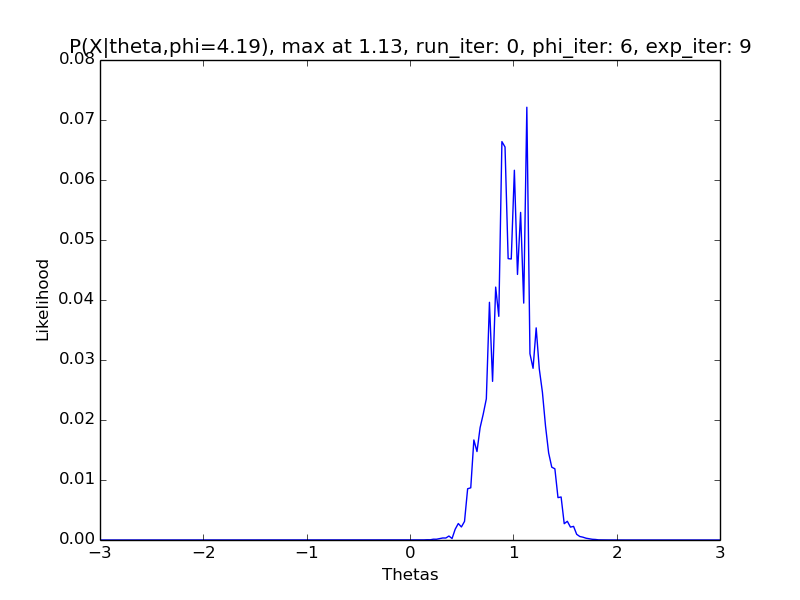 P(X|theta,phi=4.19), max at 1.13, run_iter: 0, phi_iter: 6, exp_iter: 9
0.08
0.07
0.06
0.05
0.04
0.03
0.02
0.01
0.00
Likelihood
−3 −2 −1 0 1 2 3
Thetas